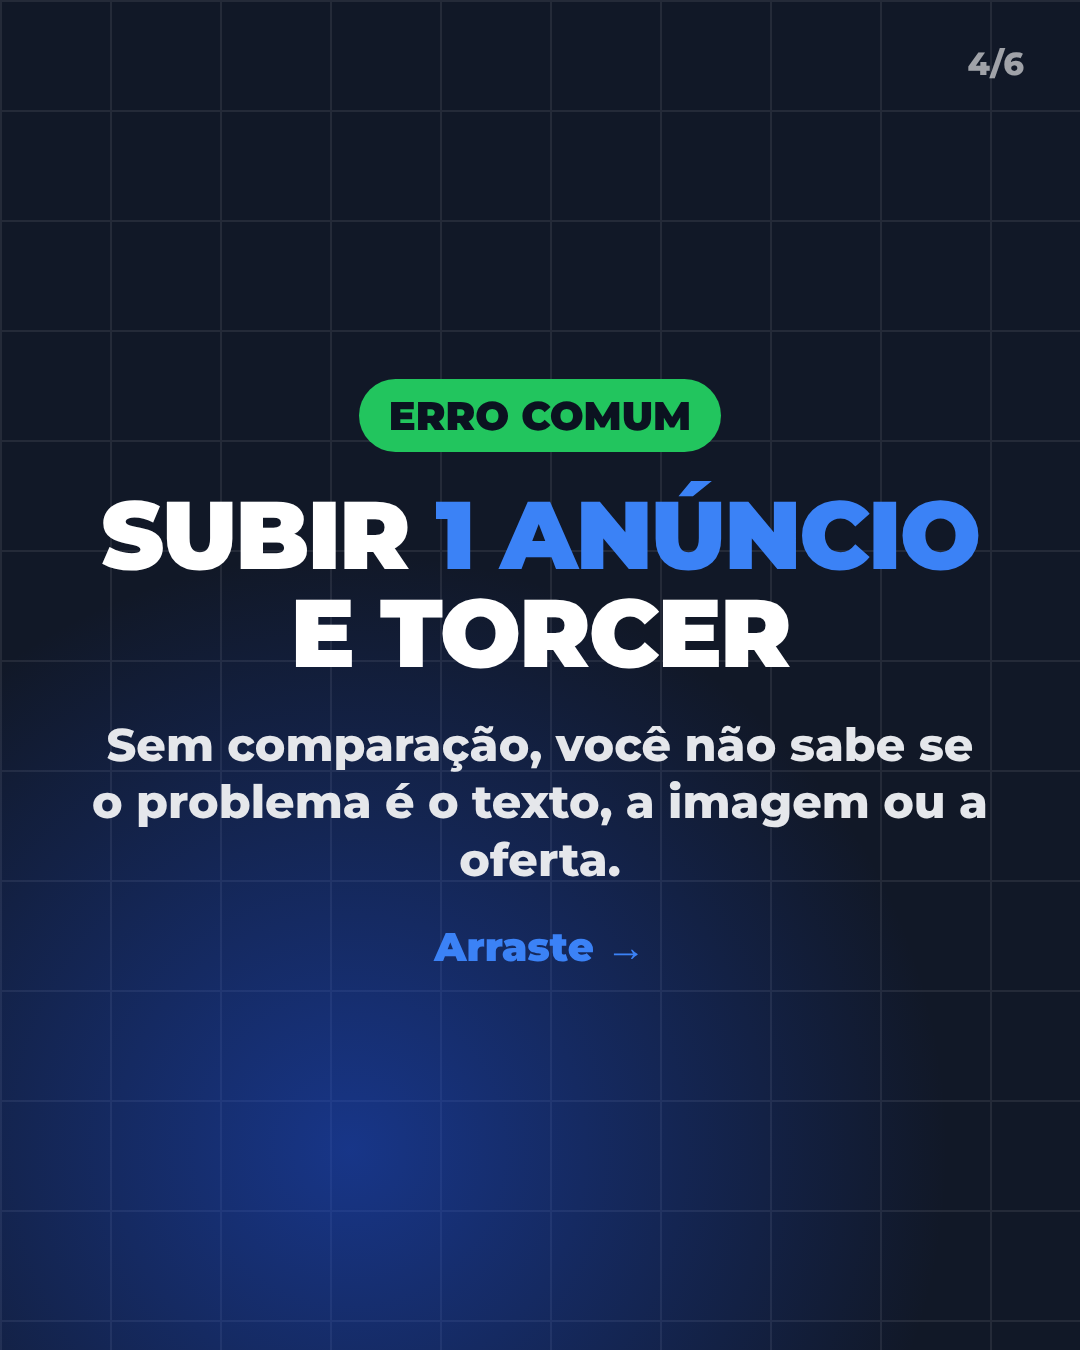 4/6
ERRO COMUM
SUBIR 1 ANÚNCIO
E TORCER
Sem comparação, você não sabe se
o problema é o texto, a imagem ou a
oferta.
Arraste →